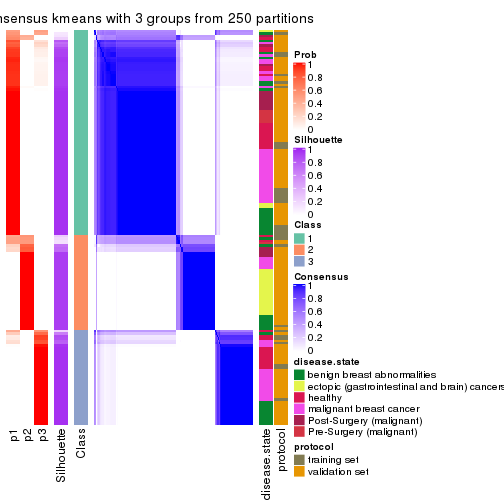 nsensus kmeans with 3 groups from 250 partitions
Prob
1
0.8
0.6
0.4
0.2
0
Silhouette
1
0.8
0.6
0.4
0.2
0
Class
1
2
3
Consensus
1
0.8
0.6
0.4
0.2
0
disease.state
benign breast abnormalities
ectopic (gastrointestinal and brain) cancers
healthy
malignant breast cancer
Post-Surgery (malignant)
Pre-Surgery (malignant)
protocol
training set
validation set
p1
p2
p3
Silhouette
Class
disease.state
protocol